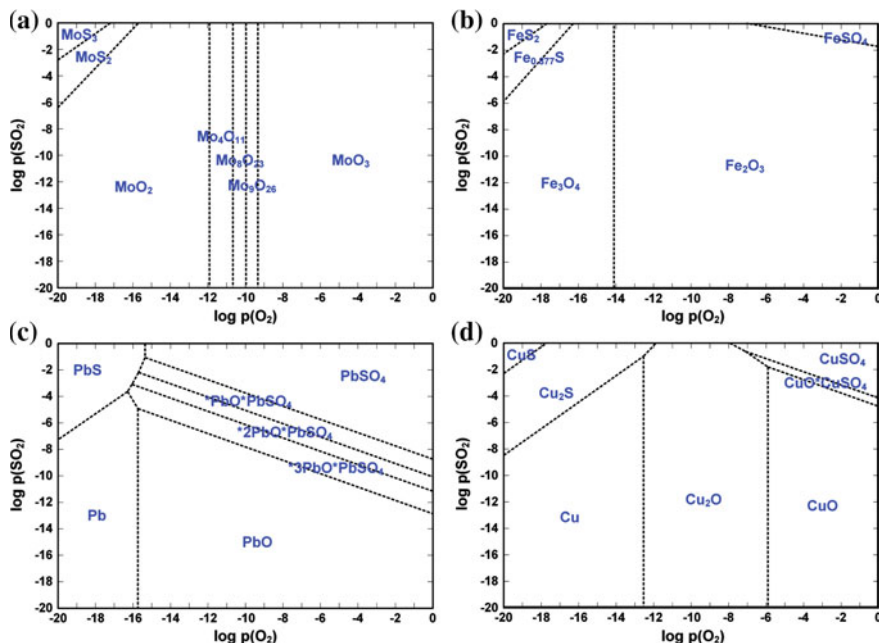 (a)
0
-2
-4
-6
-8
-10
-12
-14
-16
-18
-20
log p(SO₂)
MoS₃
MoS₂
Mo₄O₁₁
Mo₈O₂₃
Mo₉O₂₆
MoO₃
MoO₂
-20 -18 -16 -14 -12 -10 -8 -6 -4 -2 0
log p(O₂)
(b)
0
-2
-4
-6
-8
-10
-12
-14
-16
-18
-20
log p(SO₂)
FeS₂
Fe₀.₈₇₇S
FeSO₄
Fe₂O₃
Fe₃O₄
-20 -18 -16 -14 -12 -10 -8 -6 -4 -2 0
log p(O₂)
(c)
0
-2
-4
-6
-8
-10
-12
-14
-16
-18
-20
log p(SO₂)
PbS
PbSO₄
*PbO*PbSO₄
*2PbO*PbSO₄
*3PbO*PbSO₄
Pb
PbO
-20 -18 -16 -14 -12 -10 -8 -6 -4 -2 0
log p(O₂)
(d)
0
-2
-4
-6
-8
-10
-12
-14
-16
-18
-20
log p(SO₂)
CuS
CuSO₄
Cu₂S
CuO*CuSO₄
Cu
Cu₂O
CuO
-20 -18 -16 -14 -12 -10 -8 -6 -4 -2 0
log p(O₂)